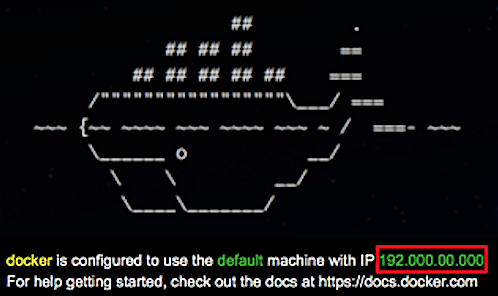 ##            .
## ## ##         ==
## ## ## ## ##      ===
/""""""""""""""""\___/ ===
~~~ {~~ ~~~~ ~~~ ~~~~ ~~ ~ /  ===- ~~~
\______ o          __/
\    \        __/
\____\______/
docker is configured to use the default machine with IP 192.000.00.000
For help getting started, check out the docs at https://docs.docker.com